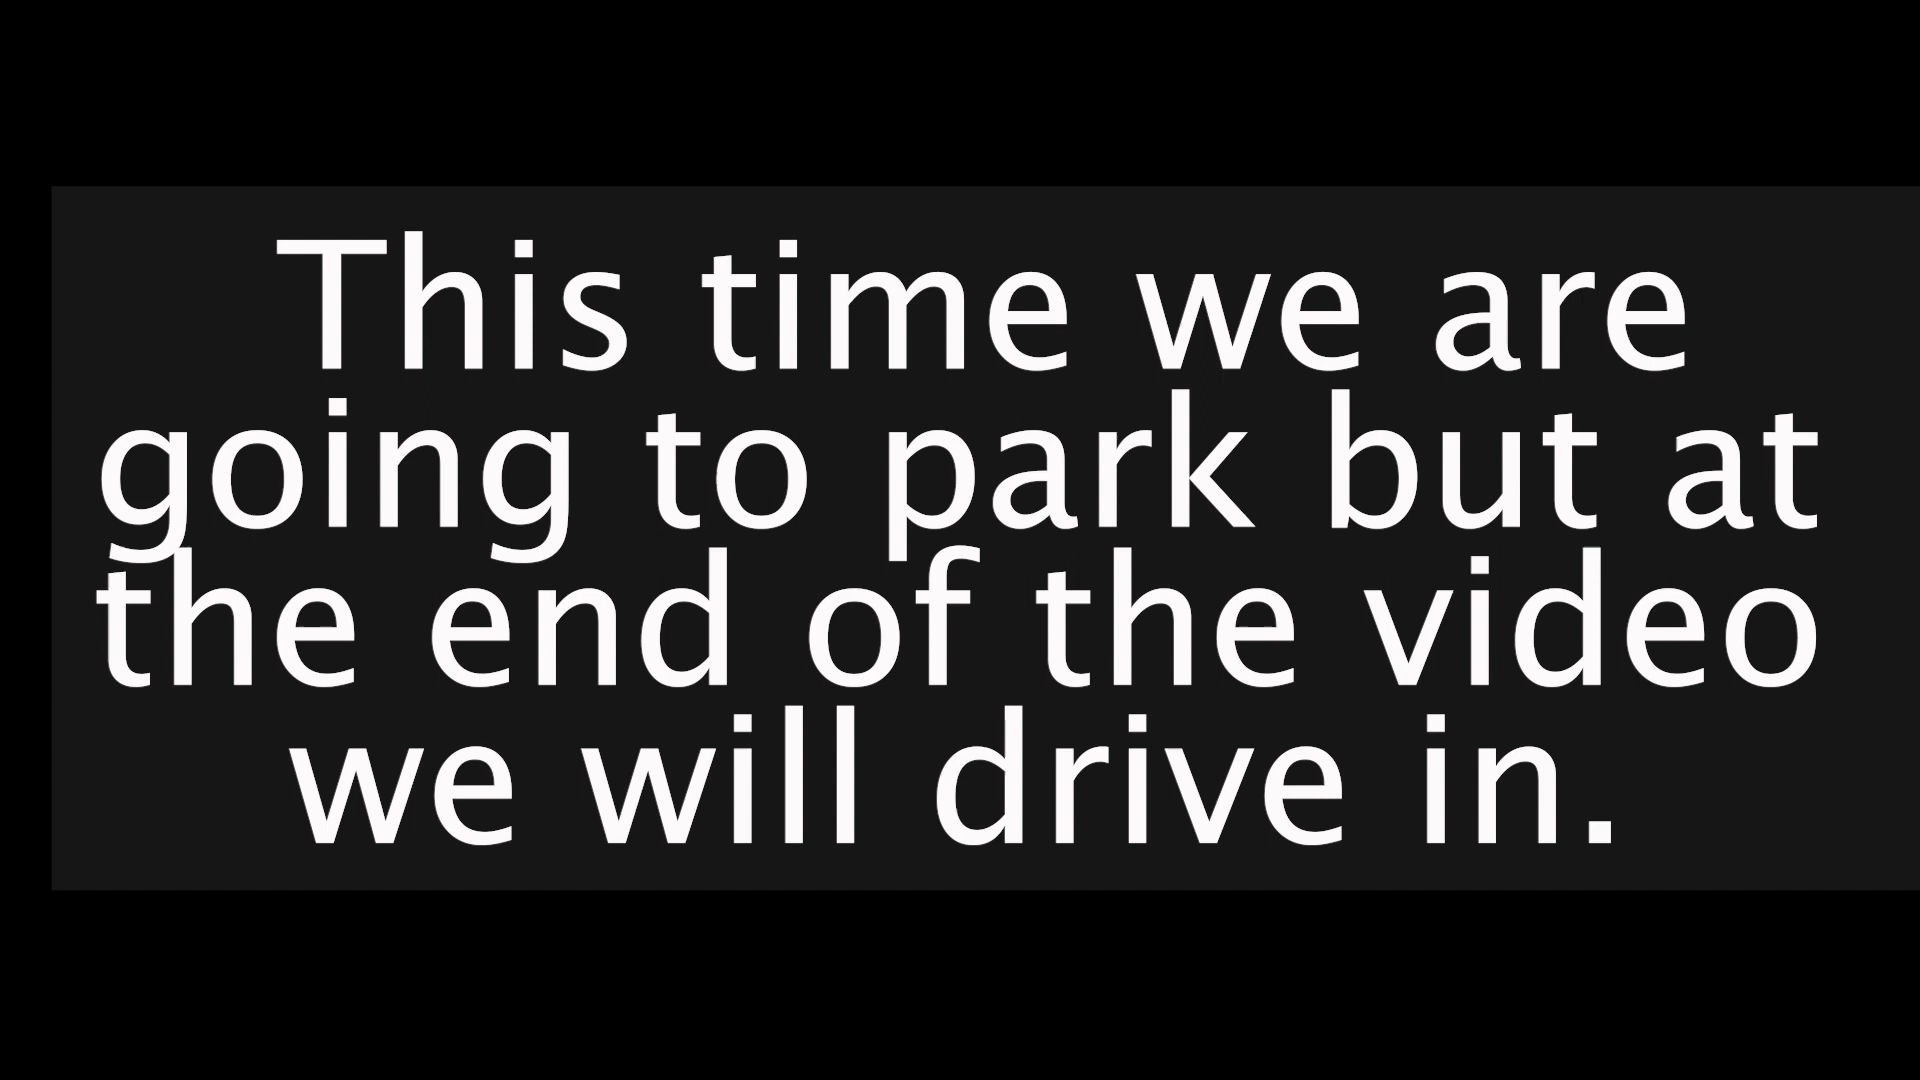 This time we are
going to park but at
the end of the video
we will drive in.